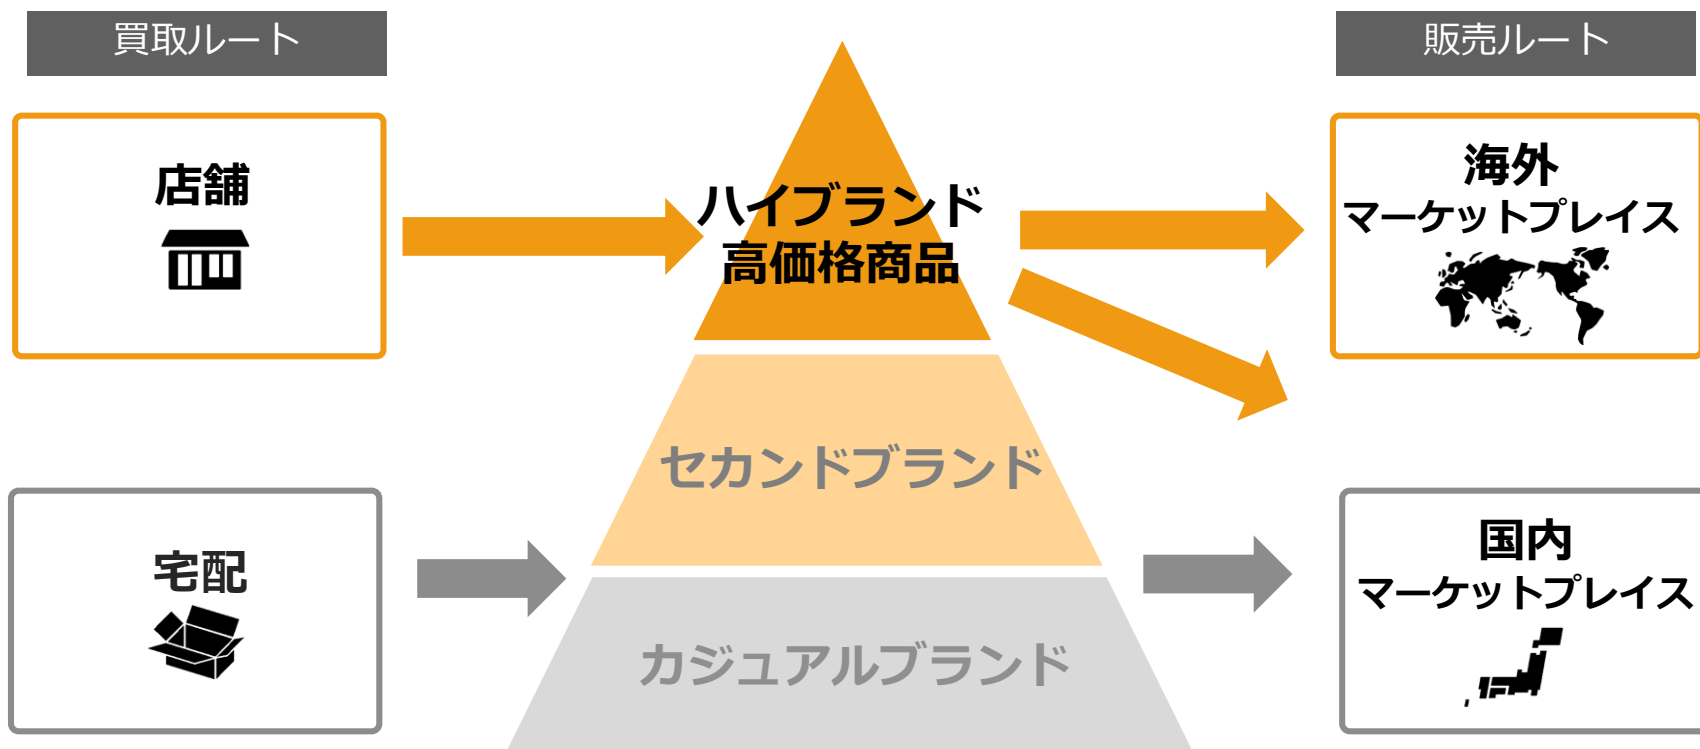 買取ルート
販売ルート
店舗
ハイブランド
高価格商品
海外
マーケットプレイス
セカンドブランド
宅配
国内
マーケットプレイス
カジュアルブランド